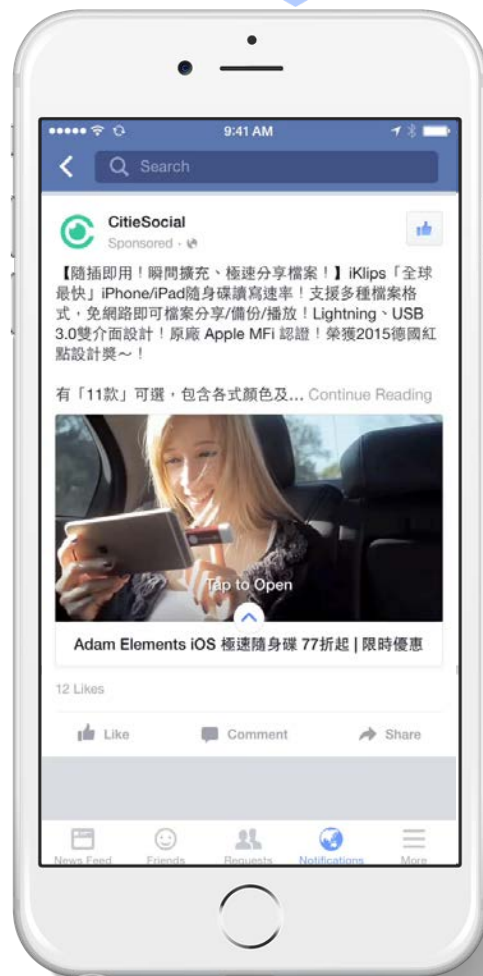 9:41 AM
Search
CitieSocial
Sponsored ·
【隨插即用！瞬間擴充、極速分享檔案！】iKlips「全球
最快」iPhone/iPad隨身碟讀寫速率！支援多種檔案格
式，免網路即可檔案分享/備份/播放！Lightning、USB
3.0雙介面設計！原廠 Apple MFi 認證！榮獲2015德國紅
點設計獎～！
有「11款」可選，包含各式顏色及... Continue Reading
Tap to Open
Adam Elements iOS 極速隨身碟 77折起 | 限時優惠
12 Likes
Like Comment Share
News Feed Friends Requests Notifications More